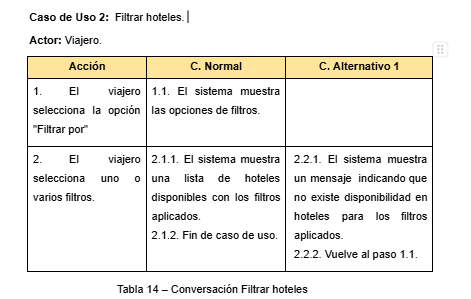 Caso de Uso 2: Filtrar hoteles.
Actor: Viajero.
Acción
C. Normal
C. Alternativo 1
1. El viajero
selecciona la opción
"Filtrar por"
1.1. El sistema muestra
las opciones de filtros.
2. El viajero
selecciona uno o
varios filtros.
2.1.1. El sistema muestra
una lista de hoteles
disponibles con los filtros
aplicados.
2.1.2. Fin de caso de uso.
2.2.1. El sistema muestra
un mensaje indicando que
no existe disponibilidad en
hoteles para los filtros
aplicados.
2.2.2. Vuelve al paso 1.1.
Tabla 14 – Conversación Filtrar hoteles